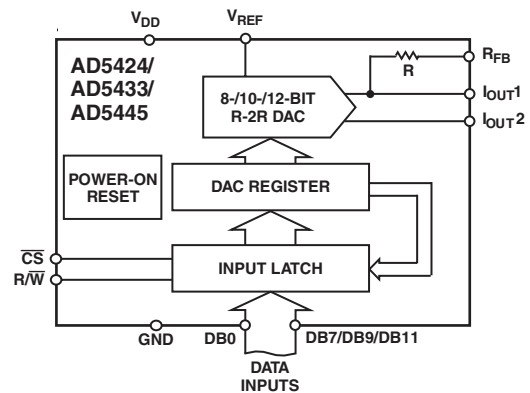 VDD
VREF
AD5424/
AD5433/
AD5445
RFB
R
8-/10-/12-BIT
R-2R DAC
IOUT1
IOUT2
POWER-ON
RESET
DAC REGISTER
CS
R/W
INPUT LATCH
GND
DB0
DB7/DB9/DB11
DATA
INPUTS